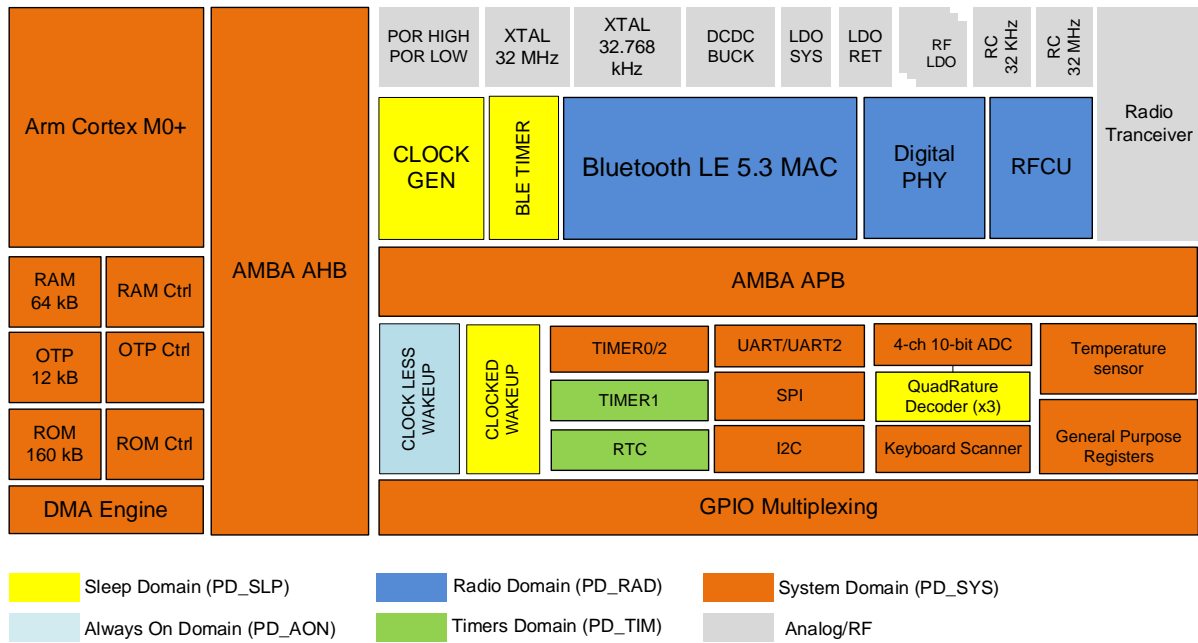 POR HIGH
POR LOW
XTAL
32 MHz
XTAL
32.768
kHz
DCDC
BUCK
LDO
SYS
LDO
RET
RF
LDO
RC
32 KHz
RC
32 MHz
Radio
Tranceiver
Arm Cortex M0+
AMBA AHB
CLOCK
GEN
BLE TIMER
Bluetooth LE 5.3 MAC
Digital
PHY
RFCU
RAM
64 kB
RAM Ctrl
AMBA APB
OTP
12 kB
OTP Ctrl
ROM
160 kB
ROM Ctrl
DMA Engine
CLOCK LESS
WAKEUP
CLOCKED
WAKEUP
TIMER0/2
TIMER1
RTC
UART/UART2
SPI
I2C
4-ch 10-bit ADC
QuadRature
Decoder (x3)
Keyboard Scanner
Temperature
sensor
General Purpose
Registers
GPIO Multiplexing
Sleep Domain (PD_SLP)
Radio Domain (PD_RAD)
System Domain (PD_SYS)
Always On Domain (PD_AON)
Timers Domain (PD_TIM)
Analog/RF